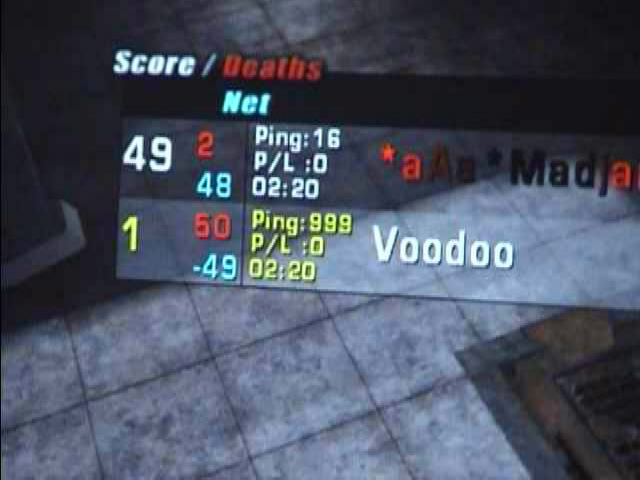 Score / Deaths
Net
49 2 Ping:16 *aAa*Madja
48 P/L :0
02:20
1 50 Ping:999 Voodoo
-49 P/L :0
02:20